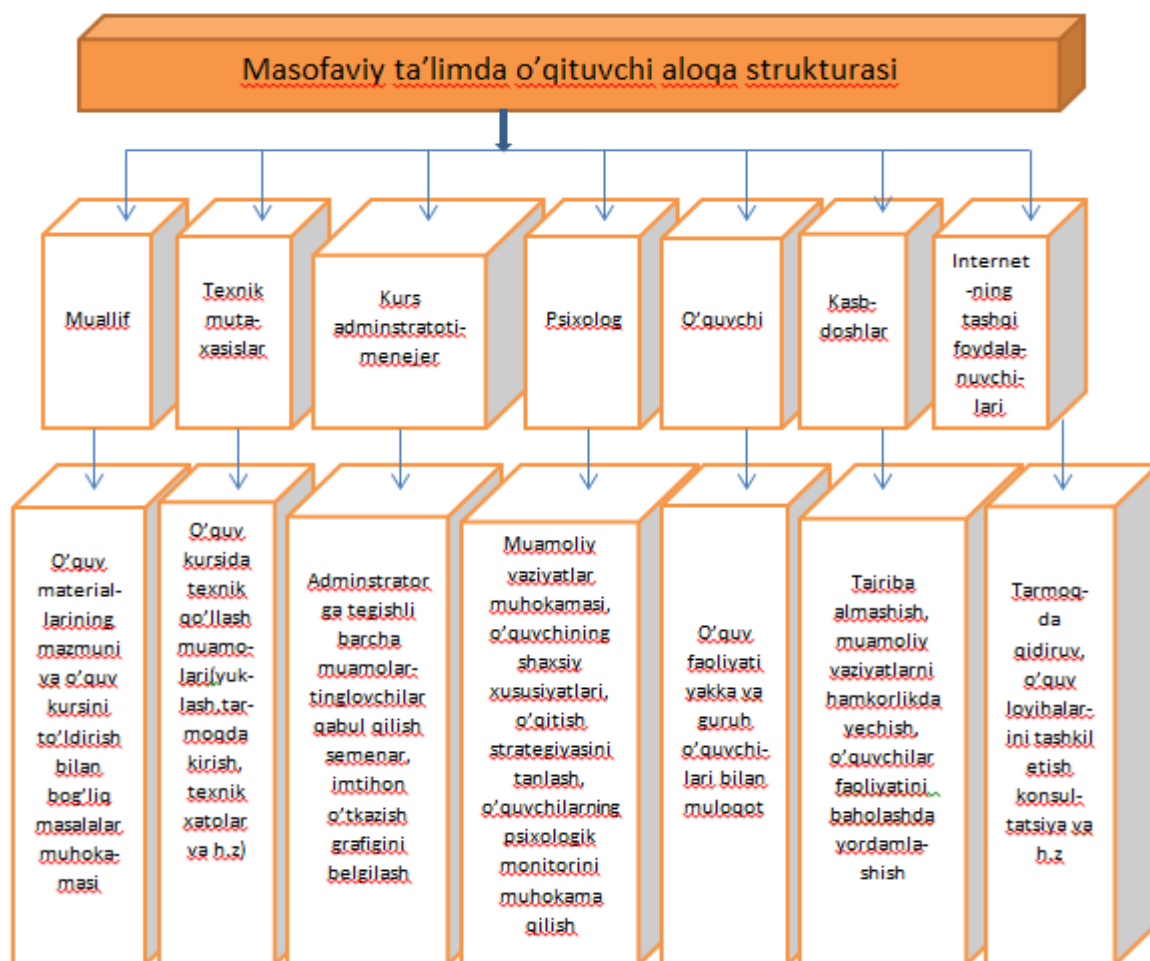 Masofaviy ta’limda o’qituvchi aloqa strukturasi
Muallif
Texnik
muta-
xasislar
Kurs
adminstratoti-
menejer
Psixolog
O’quvchi
Kasb-
doshlar
Internet
-ning
tashqi
foydala-
nuvchi-
lari
O’quv
material-
larining
mazmuni
va o’quv
kursini
to’ldirish
bilan
bog’liq
masalalar
muhoka-
masi
O’quv
kursida
texnik
qo’llash
muamo-
lari(yuk-
lash,tar-
moqda
kirish,
texnik
xatolar
va h.z)
Adminstrator
ga tegishli
barcha
muamolar-
tinglovchilar
qabul qilish
semenar,
imtihon
o’tkazish
grafigini
belgilash
Muamoliy
vaziyatlar
muhokamasi,
o’quvchining
shaxsiy
xususiyatlari,
o’qitish
strategiyasini
tanlash,
o’quvchilarning
psixologik
monitorini
muhokama
qilish
O’quv
faoliyati
yakka va
guruh
o’quvchi-
lari bilan
muloqot
Tajriba
almashish,
muamoliy
vaziyatlarni
hamkorlikda
yechish,
o’quvchilar
faoliyatini
baholashda
yordamla-
shish
Tarmoq-
da
qidiruv,
o’quv
loyihalar-
ini tashkil
etish
konsul-
tatsiya va
h.z